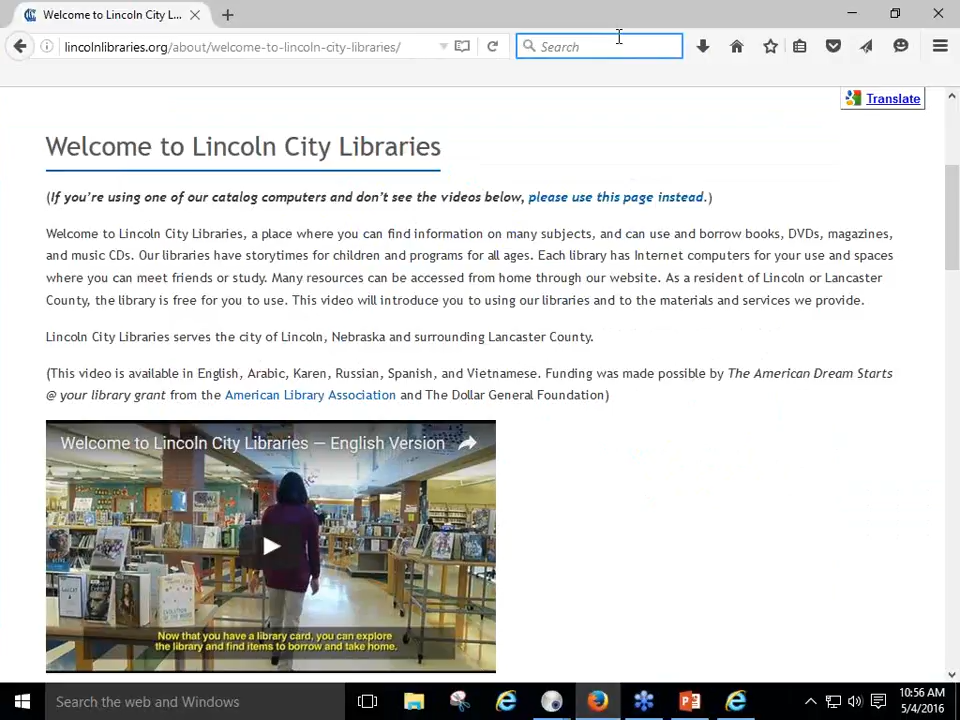 Welcome to Lincoln City L...
lincolnlibraries.org/about/welcome-to-lincoln-city-libraries/
Search
Translate
Welcome to Lincoln City Libraries
(If you're using one of our catalog computers and don't see the videos below, please use this page instead.)
Welcome to Lincoln City Libraries, a place where you can find information on many subjects, and can use and borrow books, DVDs, magazines,
and music CDs. Our libraries have storytimes for children and programs for all ages. Each library has Internet computers for your use and spaces
where you can meet friends or study. Many resources can be accessed from home through our website. As a resident of Lincoln or Lancaster
County, the library is free for you to use. This video will introduce you to using our libraries and to the materials and services we provide.
Lincoln City Libraries serves the city of Lincoln, Nebraska and surrounding Lancaster County.
(This video is available in English, Arabic, Karen, Russian, Spanish, and Vietnamese. Funding was made possible by The American Dream Starts
@ your library grant from the American Library Association and The Dollar General Foundation)
Welcome to Lincoln City Libraries — English Version
Now that you have a library card, you can explore
the library and find items to borrow and take home.
Search the web and Windows
10:56 AM
5/4/2016